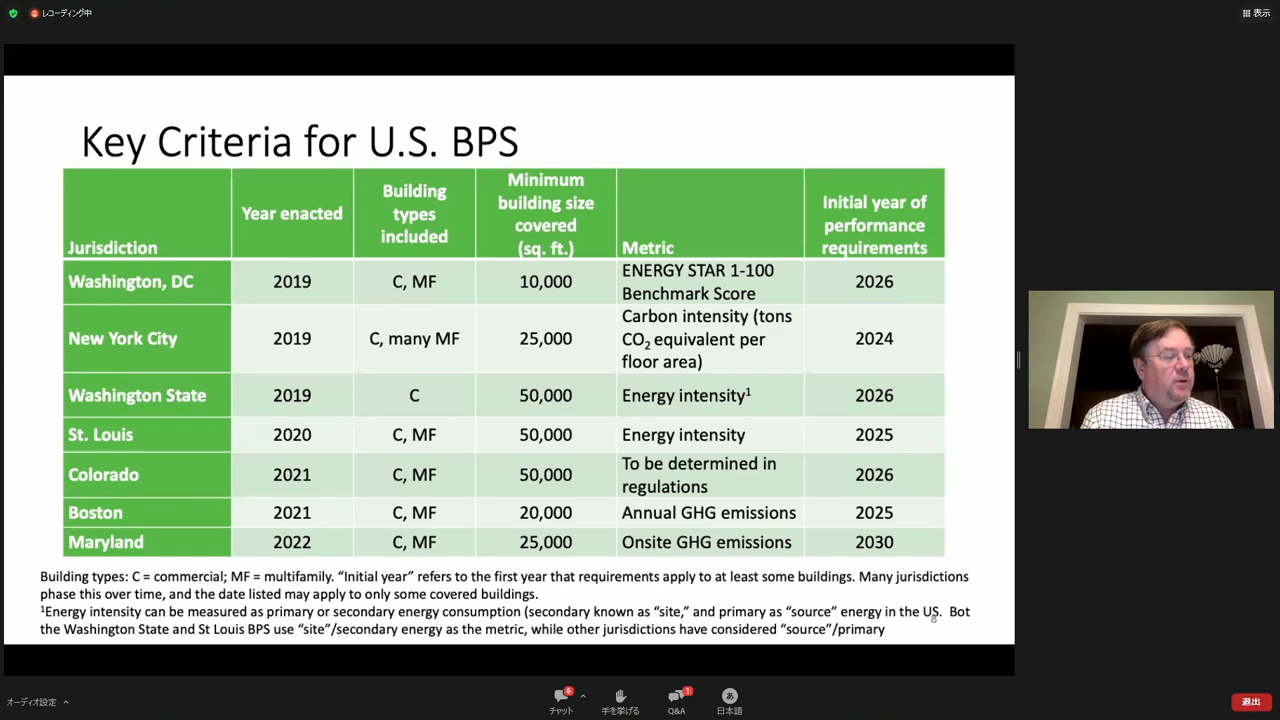 レコーディング中
表示
Key Criteria for U.S. BPS
Jurisdiction
Year enacted
Building
types
included
Minimum
building size
covered
(sq. ft.)
Metric
Initial year of
performance
requirements
Washington, DC
2019
C, MF
10,000
ENERGY STAR 1-100
Benchmark Score
2026
New York City
2019
C, many MF
25,000
Carbon intensity (tons
CO₂ equivalent per
floor area)
2024
Washington State
2019
C
50,000
Energy intensity¹
2026
St. Louis
2020
C, MF
50,000
Energy intensity
2025
Colorado
2021
C, MF
50,000
To be determined in
regulations
2026
Boston
2021
C, MF
20,000
Annual GHG emissions
2025
Maryland
2022
C, MF
25,000
Onsite GHG emissions
2030
Building types: C = commercial; MF = multifamily. “Initial year” refers to the first year that requirements apply to at least some buildings. Many jurisdictions
phase this over time, and the date listed may apply to only some covered buildings.
¹Energy intensity can be measured as primary or secondary energy consumption (secondary known as “site,” and primary as “source” energy in the US. Bot
the Washington State and St Louis BPS use “site”/secondary energy as the metric, while other jurisdictions have considered “source”/primary
8
オーディオ設定
6
チャット
手を挙げる
1
Q&A
あ
日本語
退出